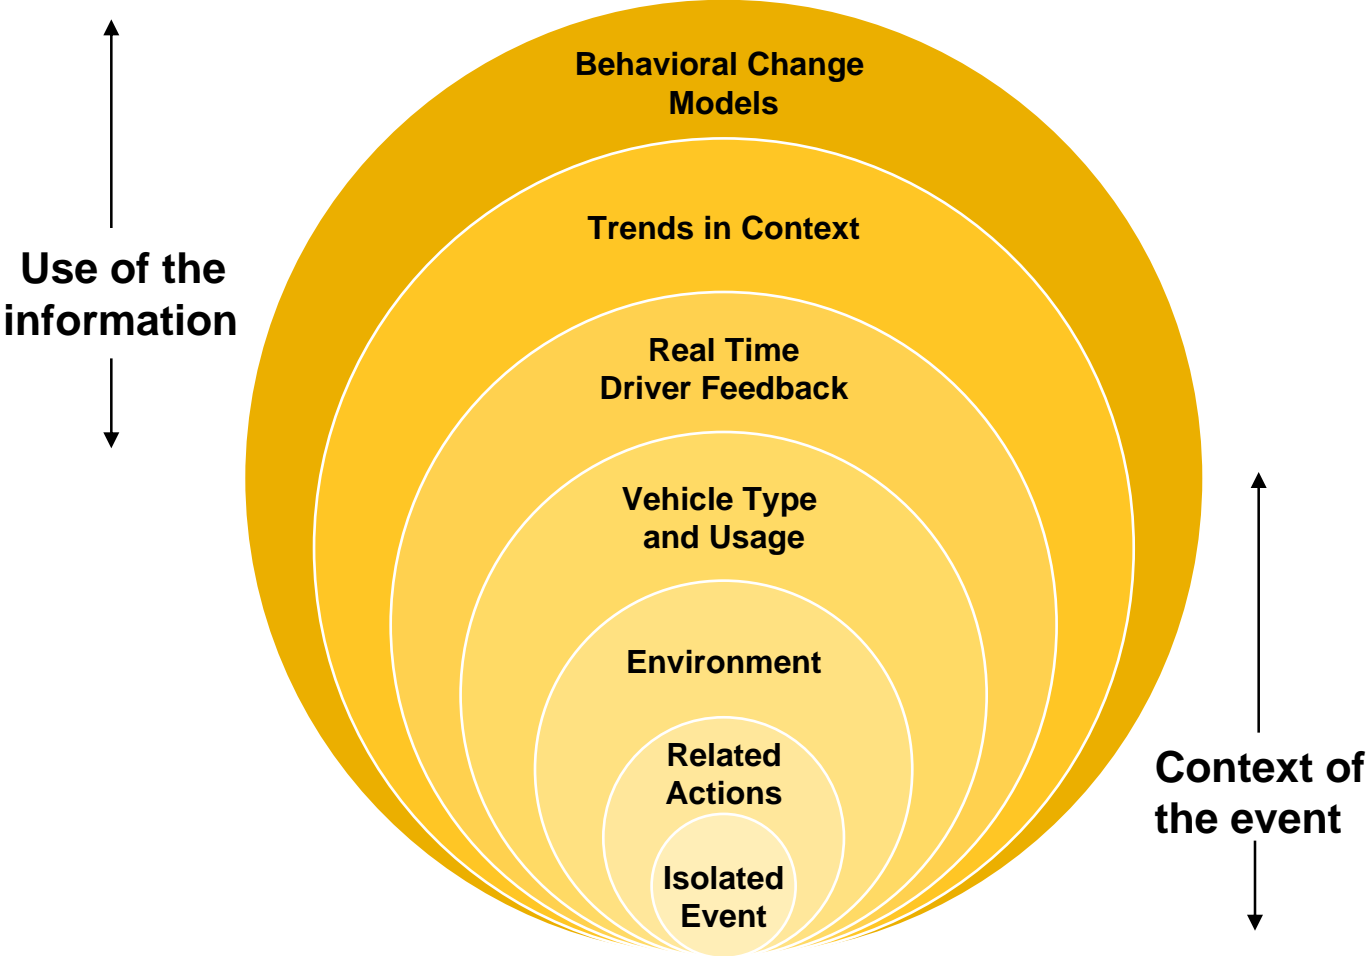 Behavioral Change
Models
Trends in Context
Use of the
information
Real Time
Driver Feedback
Vehicle Type
and Usage
Environment
Related
Actions
Context of
the event
Isolated
Event